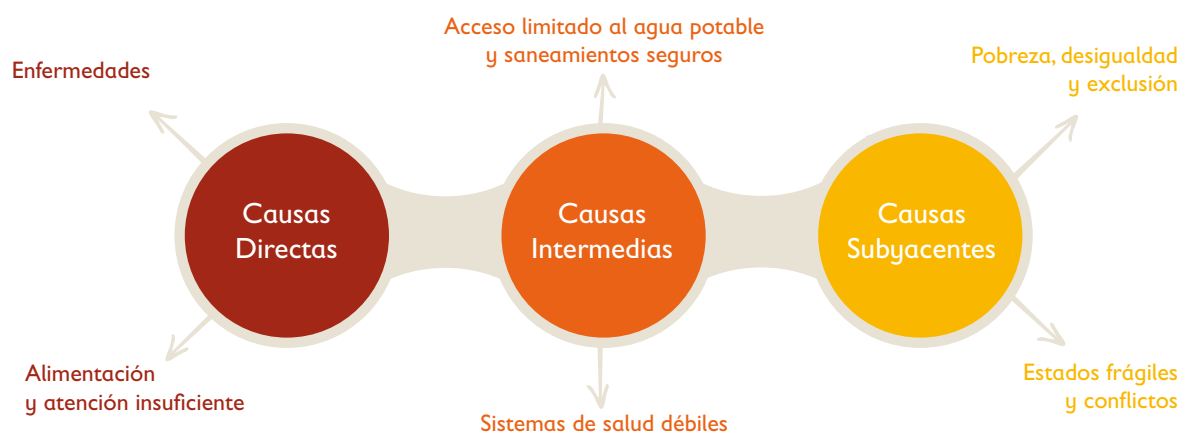 Enfermedades
Alimentación
y atención insuficiente
Causas
Directas
Acceso limitado al agua potable
y saneamientos seguros
Causas
Intermedias
Sistemas de salud débiles
Pobreza, desigualdad
y exclusión
Causas
Subyacentes
Estados frágiles
y conflictos